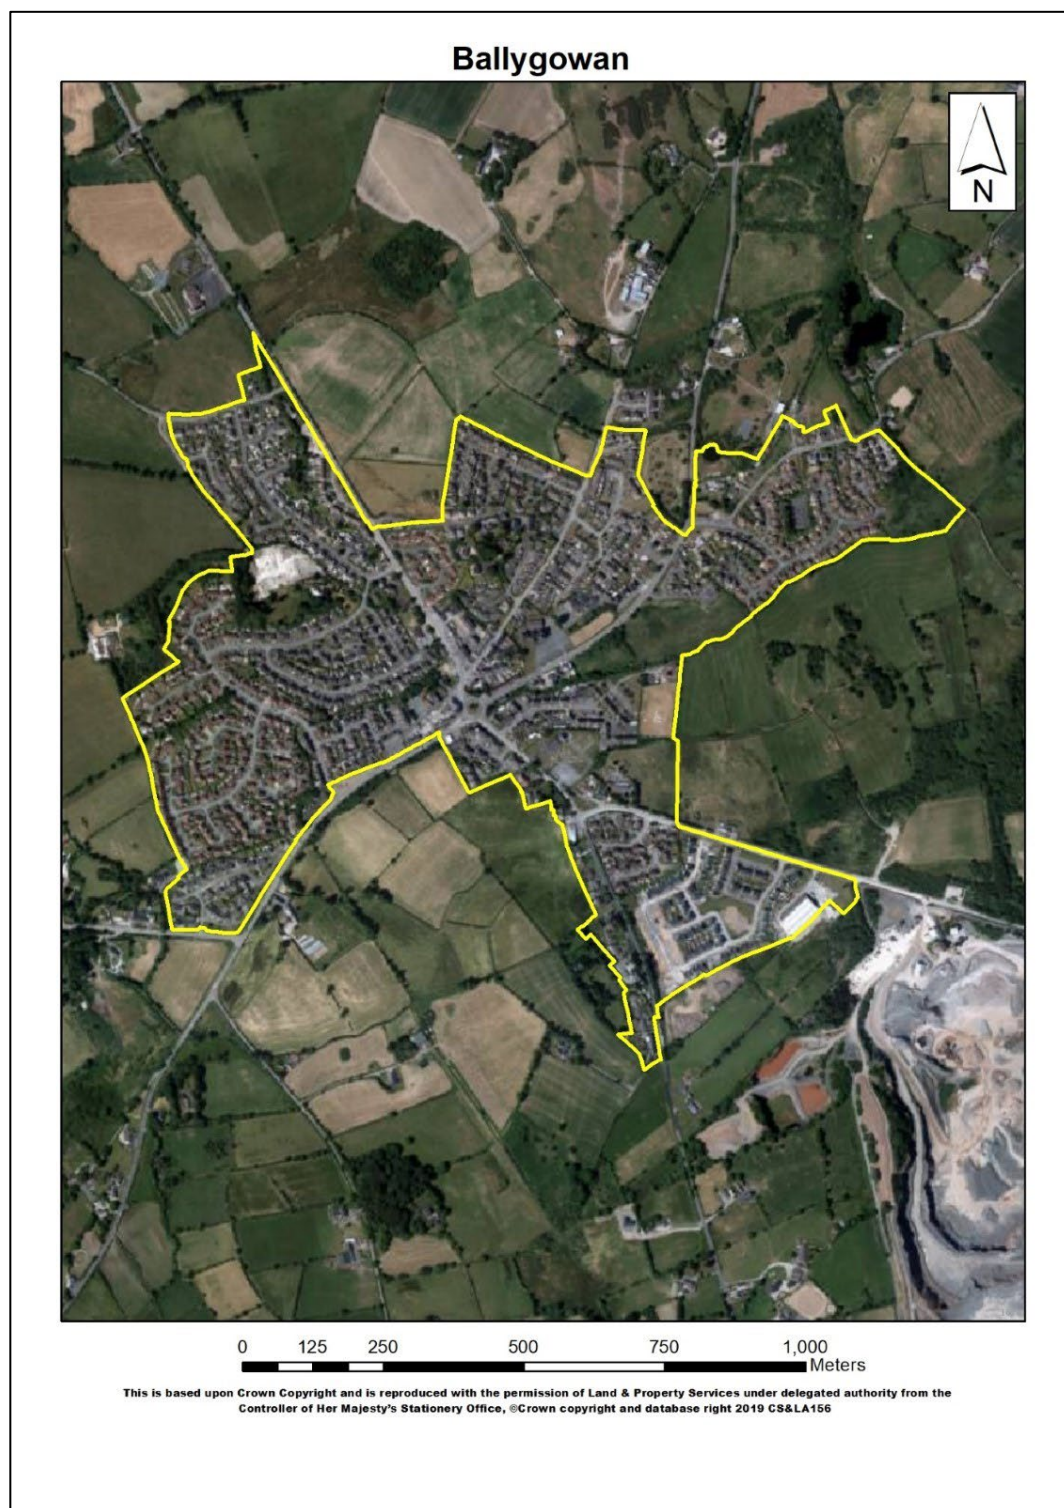 Ballygowan
N
0 125 250 500 750 1,000
Meters
This is based upon Crown Copyright and is reproduced with the permission of Land & Property Services under delegated authority from the
Controller of Her Majesty's Stationery Office, ©Crown copyright and database right 2019 CS&LA156